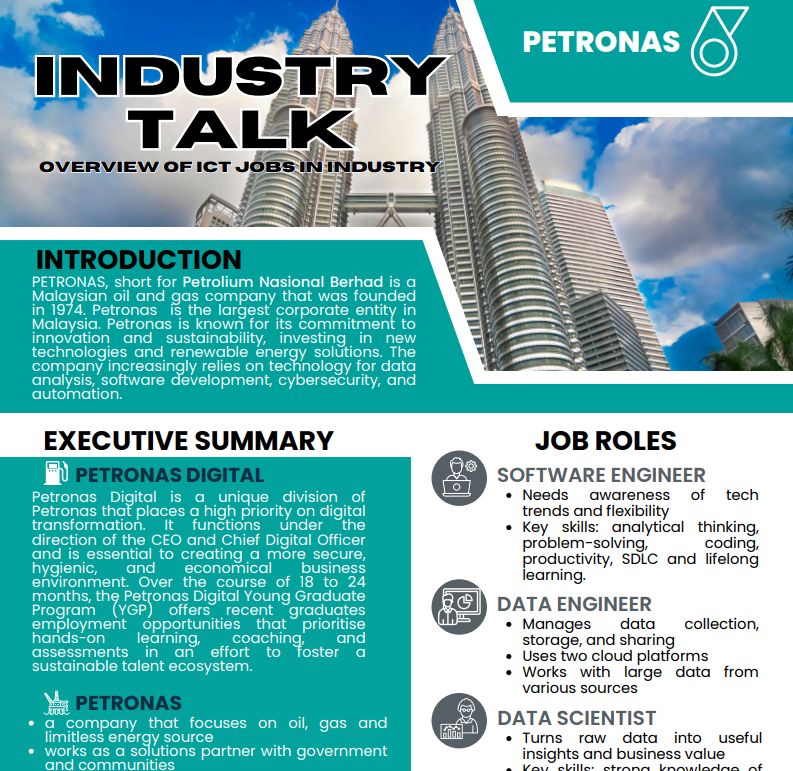 INDUSTRY
TALK
OVERVIEW OF ICT JOBS IN INDUSTRY
PETRONAS
INTRODUCTION
PETRONAS, short for Petrolium Nasional Berhad is a
Malaysian oil and gas company that was founded
in 1974. Petronas is the largest corporate entity in
Malaysia. Petronas is known for its commitment to
innovation and sustainability, investing in new
technologies and renewable energy solutions. The
company increasingly relies on technology for data
analysis, software development, cybersecurity, and
automation.
EXECUTIVE SUMMARY
PETRONAS DIGITAL
Petronas Digital is a unique division of
Petronas that places a high priority on digital
transformation. It functions under the
direction of the CEO and Chief Digital Officer
and is essential to creating a more secure,
hygienic, and economical business
environment. Over the course of 18 to 24
months, the Petronas Digital Young Graduate
Program (YGP) offers recent graduates
employment opportunities that prioritise
hands-on learning, coaching, and
assessments in an effort to foster a
sustainable talent ecosystem.
PETRONAS
• a company that focuses on oil, gas and
limitless energy source
• works as a solutions partner with government
and communities
JOB ROLES
SOFTWARE ENGINEER
• Needs awareness of tech
trends and flexibility
• Key skills: analytical thinking,
problem-solving, coding,
productivity, SDLC and lifelong
learning.
DATA ENGINEER
• Manages data collection,
storage, and sharing
• Uses two cloud platforms
• Works with large data from
various sources
DATA SCIENTIST
• Turns raw data into useful
insights and business value
• Key skills: strong knowledge of